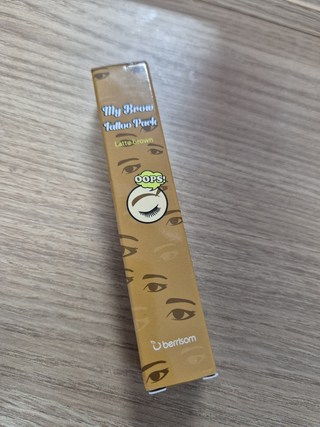 My Brow
Tattoo Pack
Latte brown
OOPS!
berrisom